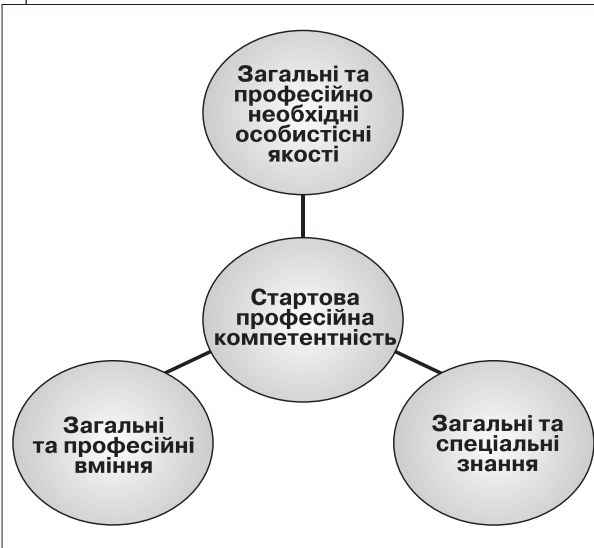 Загальні та
професійно
необхідні
особистісні
якості
Стартова
професійна
компетентність
Загальні
та професійні
вміння
Загальні та
спеціальні
знання